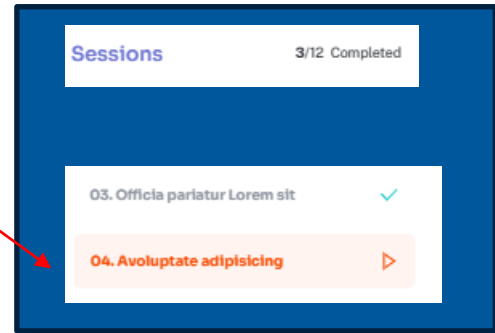 Sessions 3/12 Completed
03. Officia pariatur Lorem sit
04. Avoluptate adipisicing